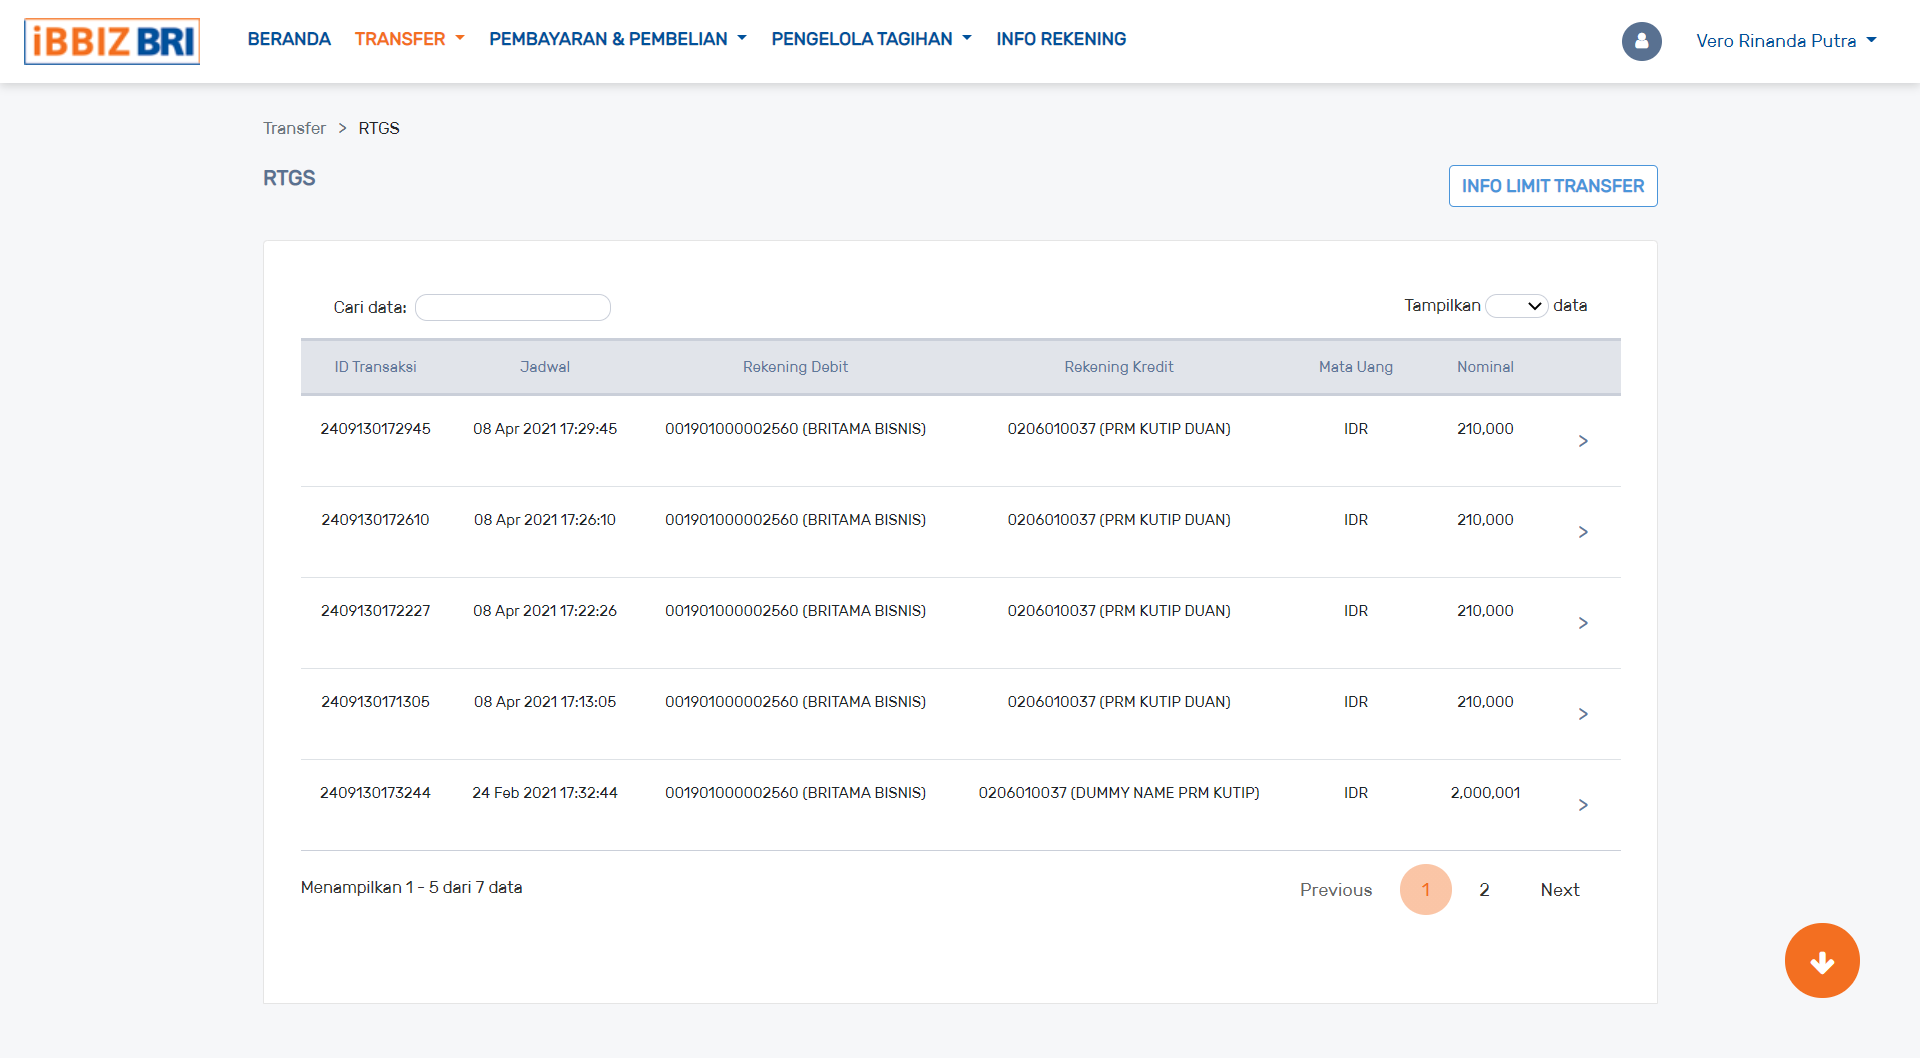 iBBIZ BRI BERANDA TRANSFER PEMBAYARAN & PEMBELIAN PENGELOLA TAGIHAN INFO REKENING Vero Rinanda Putra
Transfer > RTGS
RTGS
INFO LIMIT TRANSFER
Cari data: Tampilkan data
ID Transaksi Jadwal Rekening Debit Rekening Kredit Mata Uang Nominal
2409130172945 08 Apr 2021 17:29:45 001901000002560 (BRITAMA BISNIS) 0206010037 (PRM KUTIP DUAN) IDR 210,000 >
2409130172610 08 Apr 2021 17:26:10 001901000002560 (BRITAMA BISNIS) 0206010037 (PRM KUTIP DUAN) IDR 210,000 >
2409130172227 08 Apr 2021 17:22:26 001901000002560 (BRITAMA BISNIS) 0206010037 (PRM KUTIP DUAN) IDR 210,000 >
2409130171305 08 Apr 2021 17:13:05 001901000002560 (BRITAMA BISNIS) 0206010037 (PRM KUTIP DUAN) IDR 210,000 >
2409130173244 24 Feb 2021 17:32:44 001901000002560 (BRITAMA BISNIS) 0206010037 (DUMMY NAME PRM KUTIP) IDR 2,000,001 >
Menampilkan 1 - 5 dari 7 data Previous 1 2 Next